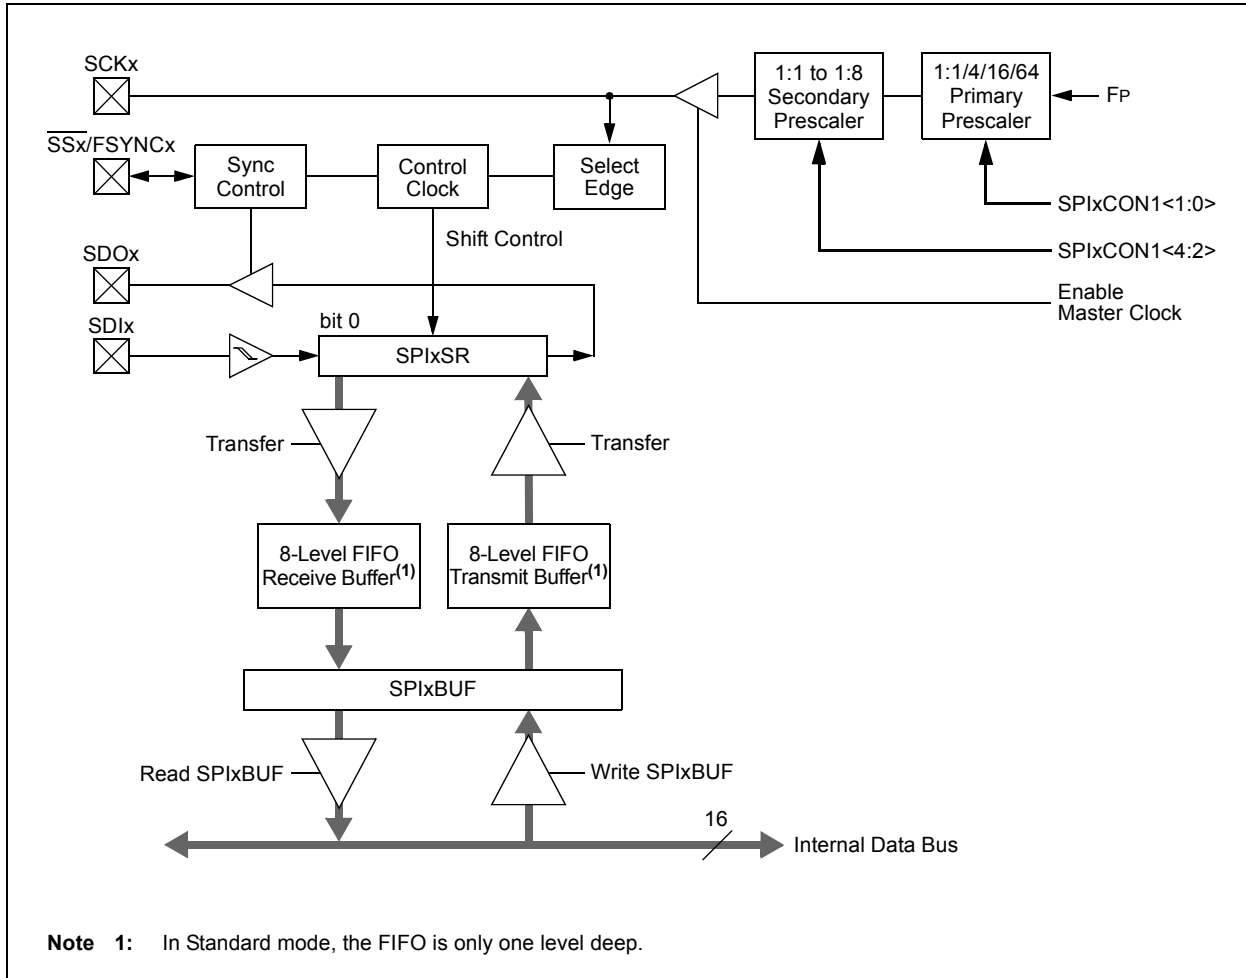 SCKx
1:1 to 1:8
Secondary
Prescaler
1:1/4/16/64
Primary
Prescaler
FP
SSx/FSYNCx
Sync
Control
Control
Clock
Select
Edge
SPIxCON1<1:0>
Shift Control
SPIxCON1<4:2>
SDOx
Enable
Master Clock
SDIx
bit 0
SPIxSR
Transfer
Transfer
8-Level FIFO
Receive Buffer(1)
8-Level FIFO
Transmit Buffer(1)
SPIxBUF
Read SPIxBUF
Write SPIxBUF
16
Internal Data Bus
Note 1: In Standard mode, the FIFO is only one level deep.